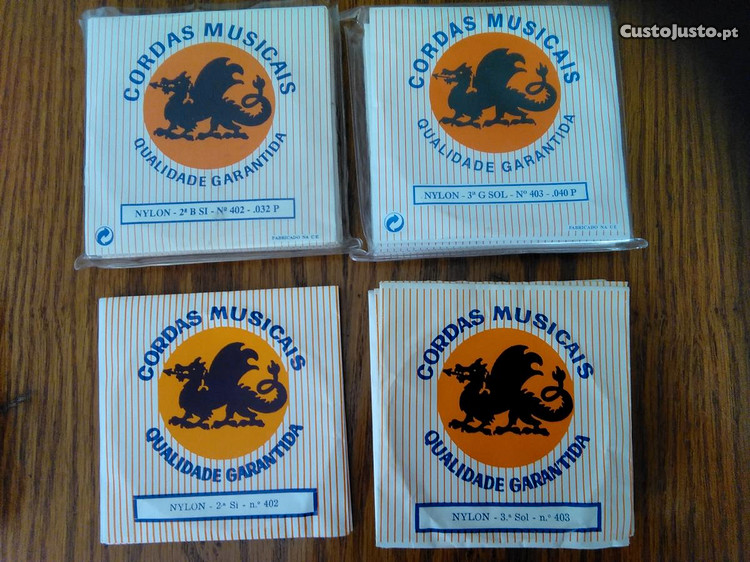 CustoJusto.pt
CORDAS MUSICAIS
QUALIDADE GARANTIDA
NYLON - 2ª B SI - Nº 402 - .032 P
FABRICADO NA CE
CORDAS MUSICAIS
QUALIDADE GARANTIDA
NYLON - 3ª G SOL - Nº 403 - .040 P
FABRICADO NA CE
CORDAS MUSICAIS
QUALIDADE GARANTIDA
NYLON - 2.ª Si - n.º 402
CORDAS MUSICAIS
QUALIDADE GARANTIDA
NYLON - 3.ª Sol - n.º 403